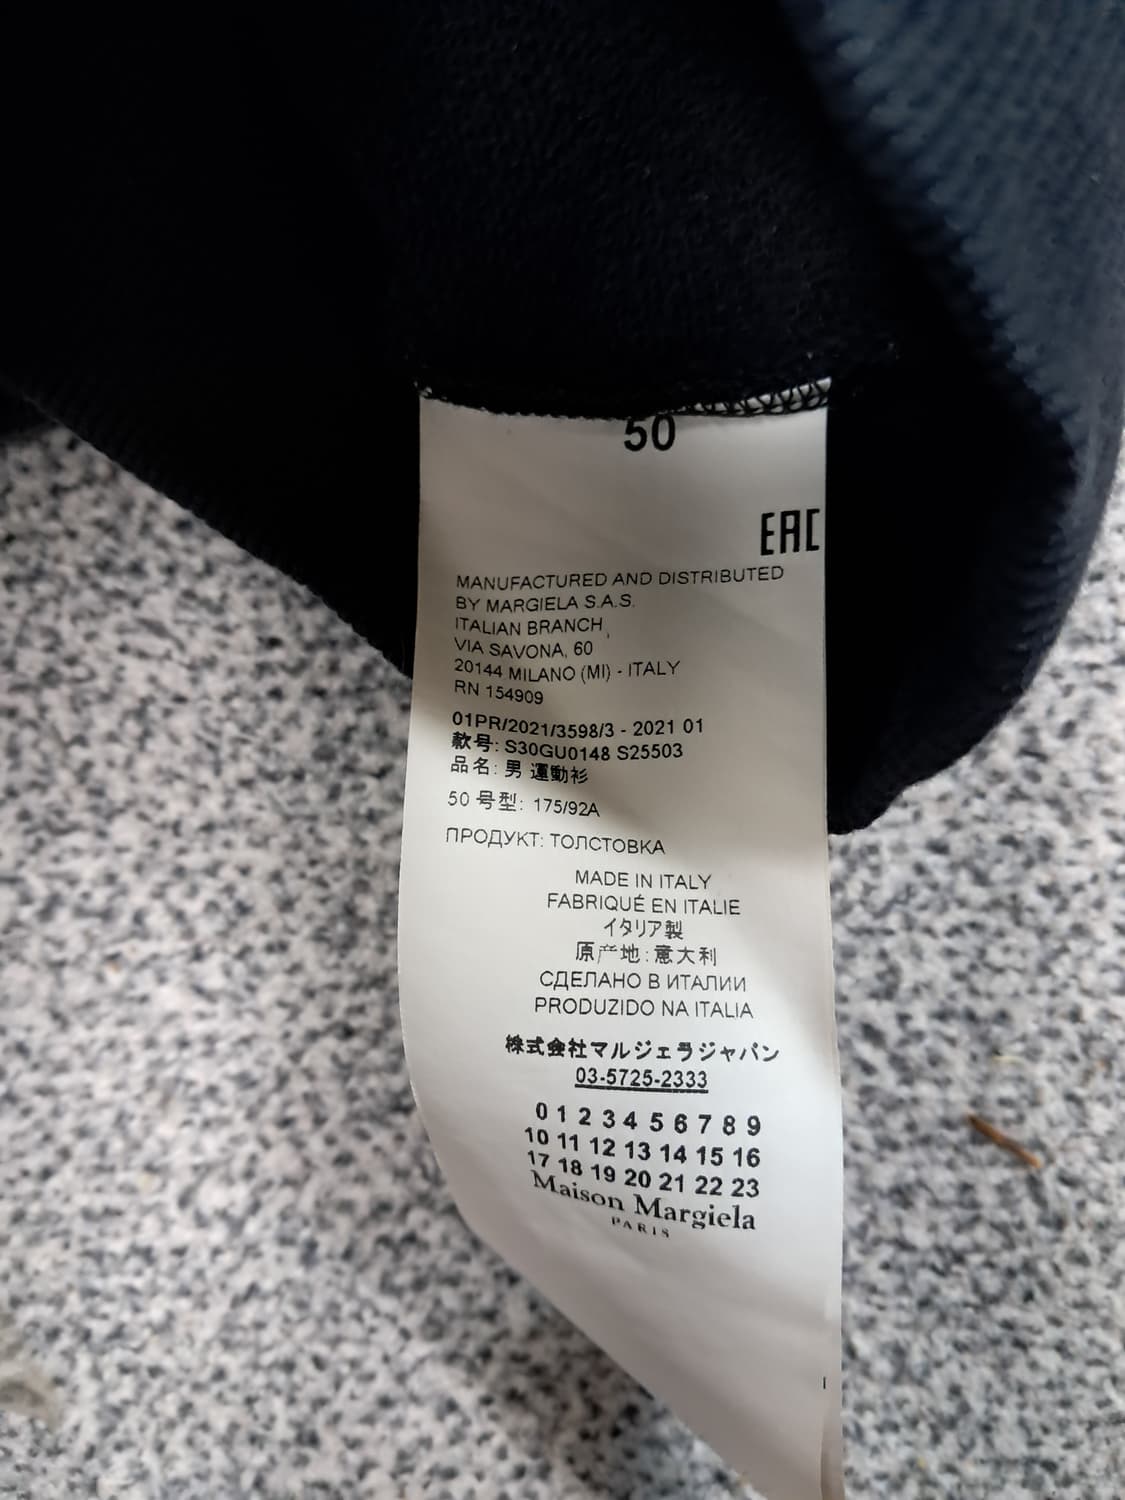 50
EAC
MANUFACTURED AND DISTRIBUTED
BY MARGIELA S.A.S.
ITALIAN BRANCH,
VIA SAVONA, 60
20144 MILANO (MI) - ITALY
RN 154909
01PR/2021/3598/3 - 2021 01
款号: S30GU0148 S25503
品名: 男 運動衫
50 号型: 175/92A
ПРОДУКТ: ТОЛСТОВКА
MADE IN ITALY
FABRIQUÉ EN ITALIE
イタリア製
原产地: 意大利
СДЕЛАНО В ИТАЛИИ
PRODUZIDO NA ITALIA
株式会社マルジェラジャパン
03-5725-2333
0 1 2 3 4 5 6 7 8 9
10 11 12 13 14 15 16
17 18 19 20 21 22 23
Maison Margiela
PARIS